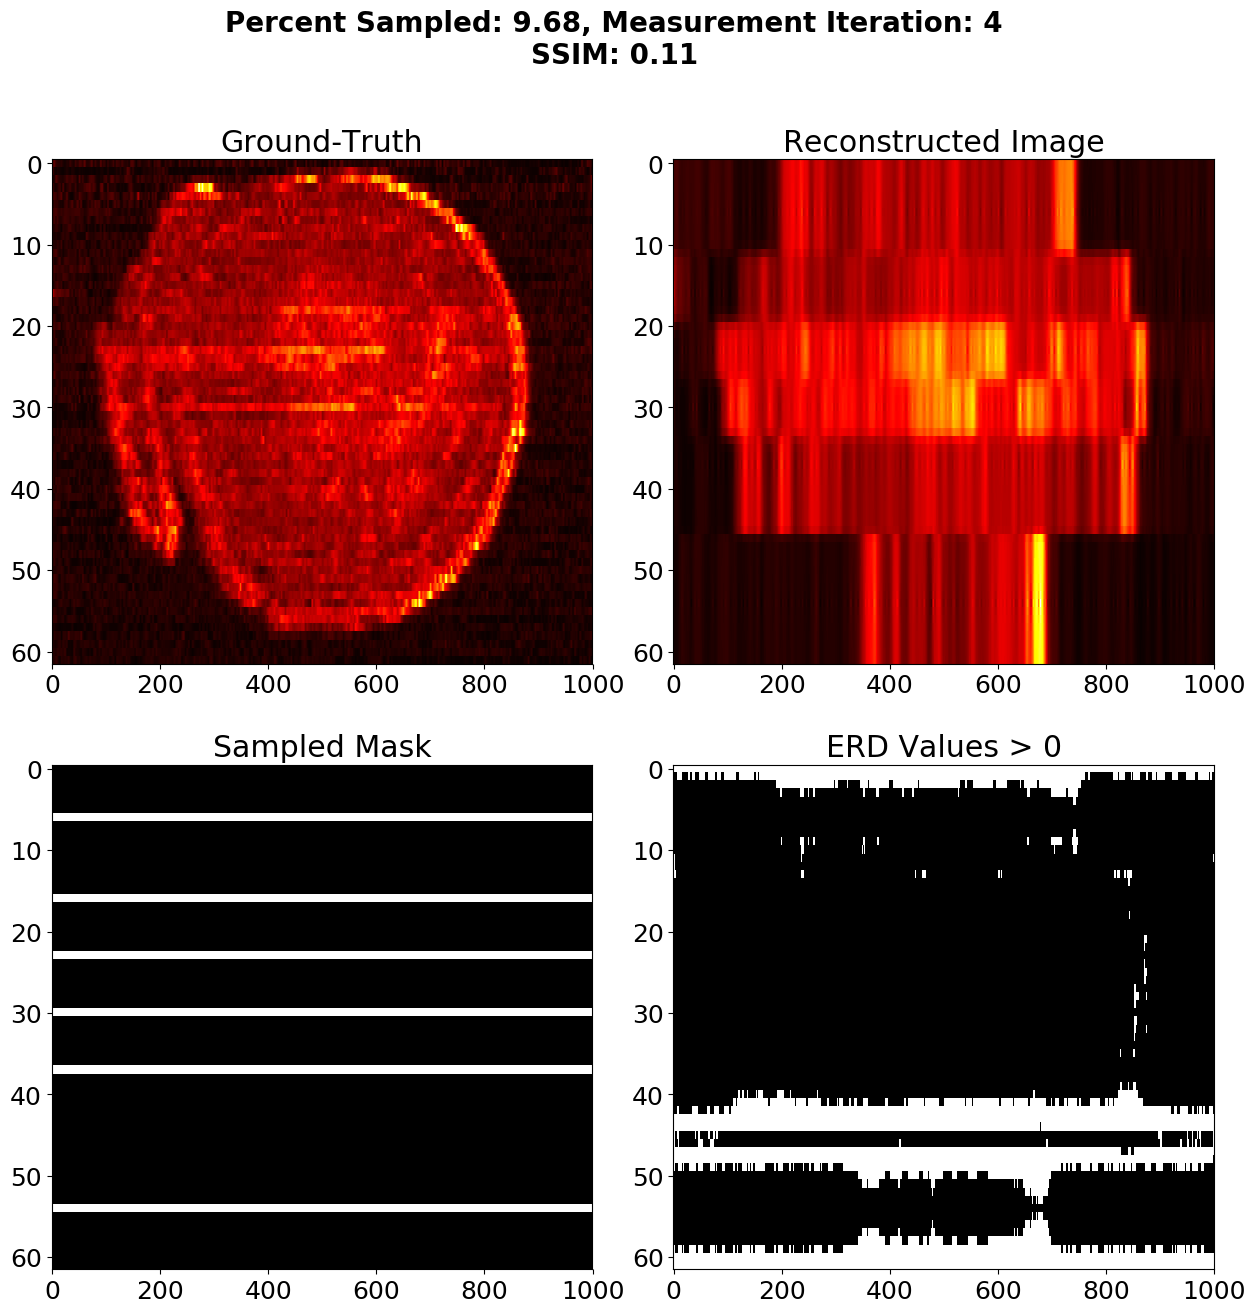 Percent Sampled: 9.68, Measurement Iteration: 4
SSIM: 0.11
Ground-Truth
Reconstructed Image
0
10
20
30
40
50
60
0 200 400 600 800 1000
0
10
20
30
40
50
60
0 200 400 600 800 1000
Sampled Mask
ERD Values > 0
0
10
20
30
40
50
60
0 200 400 600 800 1000
0
10
20
30
40
50
60
0 200 400 600 800 1000